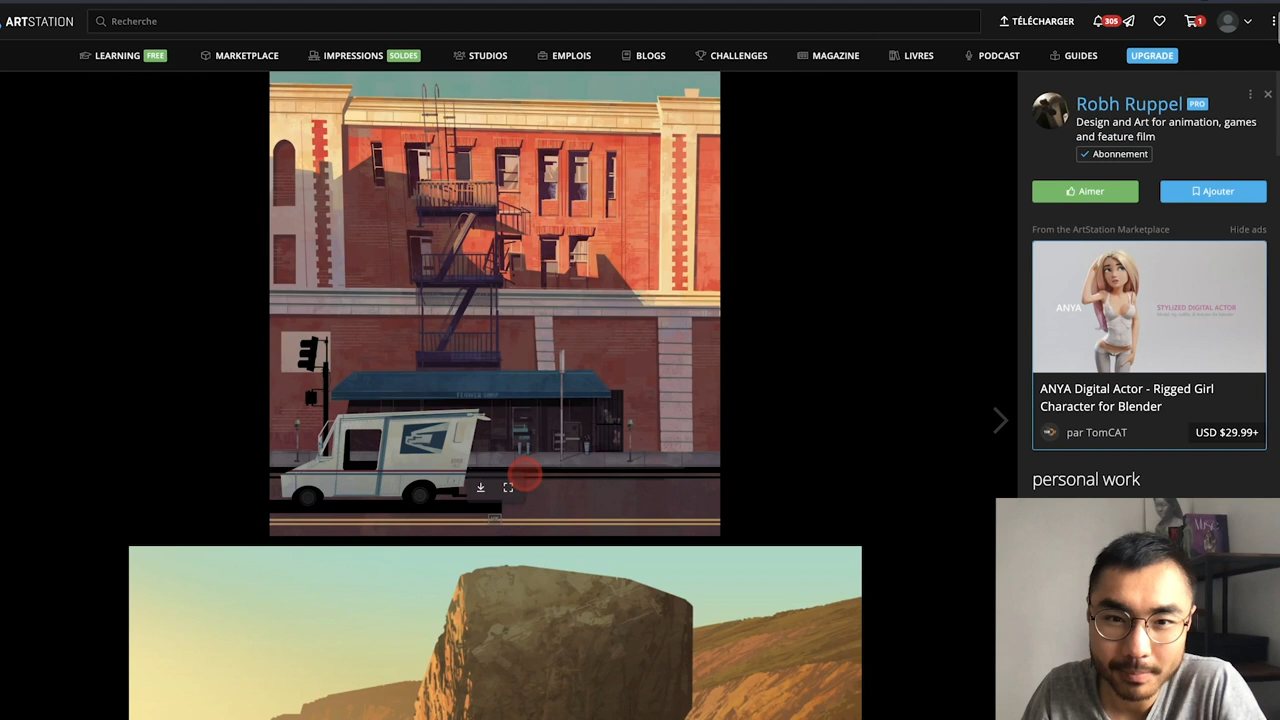 ARTSTATION
Recherche
TÉLÉCHARGER
305
1
LEARNING FREE
MARKETPLACE
IMPRESSIONS SOLDES
STUDIOS
EMPLOIS
BLOGS
CHALLENGES
MAGAZINE
LIVRES
PODCAST
GUIDES
UPGRADE
Robh Ruppel PRO
Design and Art for animation, games
and feature film
Abonnement
Aimer
Ajouter
From the ArtStation Marketplace
Hide ads
ANYA
STYLIZED DIGITAL ACTOR
ANYA Digital Actor - Rigged Girl
Character for Blender
par TomCAT
USD $29.99+
personal work